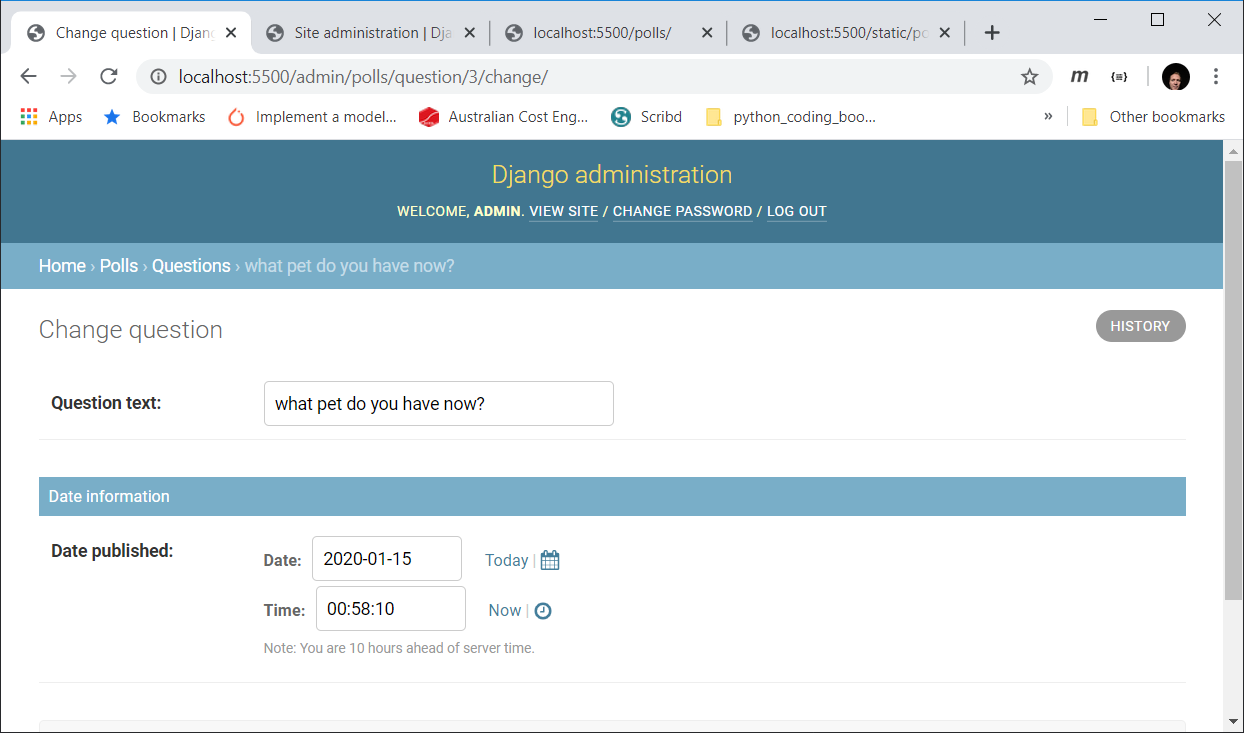 Change question | Djan
Site administration | Dja
localhost:5500/polls/
localhost:5500/static/po
localhost:5500/admin/polls/question/3/change/
m
{≡}
Apps
Bookmarks
Implement a model...
Australian Cost Eng...
Scribd
python_coding_boo...
»
Other bookmarks
Django administration
WELCOME, ADMIN. VIEW SITE / CHANGE PASSWORD / LOG OUT
Home › Polls › Questions › what pet do you have now?
Change question
HISTORY
Question text:
what pet do you have now?
Date information
Date published:
Date:
2020-01-15
Today |
Time:
00:58:10
Now |
Note: You are 10 hours ahead of server time.